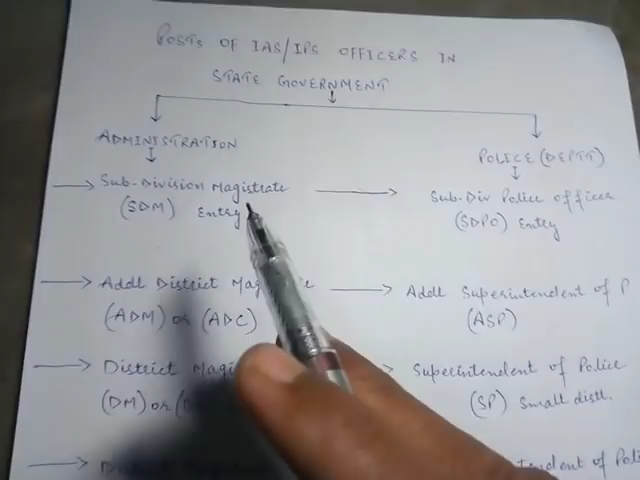 POSTS OF IAS/IPS OFFICERS IN
STATE GOVERNMENT
ADMINISTRATION
POLICE (DEPTT)
Sub-Division Magistrate
(SDM) Entry
Sub-Div Police officer
(SDPO) Entry
Addl District
(ADM) or (ADC)
Addl Superintendent of P
(ASP)
District
(DM) or
Superintendent of Police
(SP) Small distt.
of